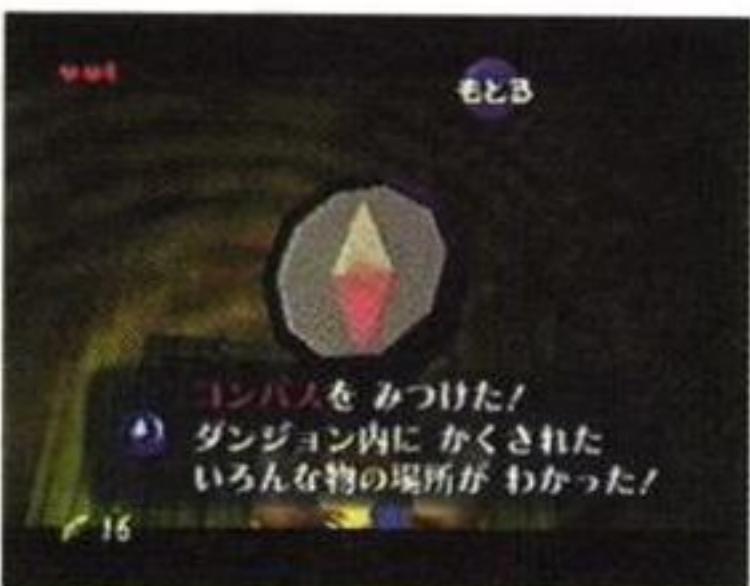 もどる
コンパスを みつけた!
ダンジョン内に かくされた
いろんな物の場所が わかった!
16